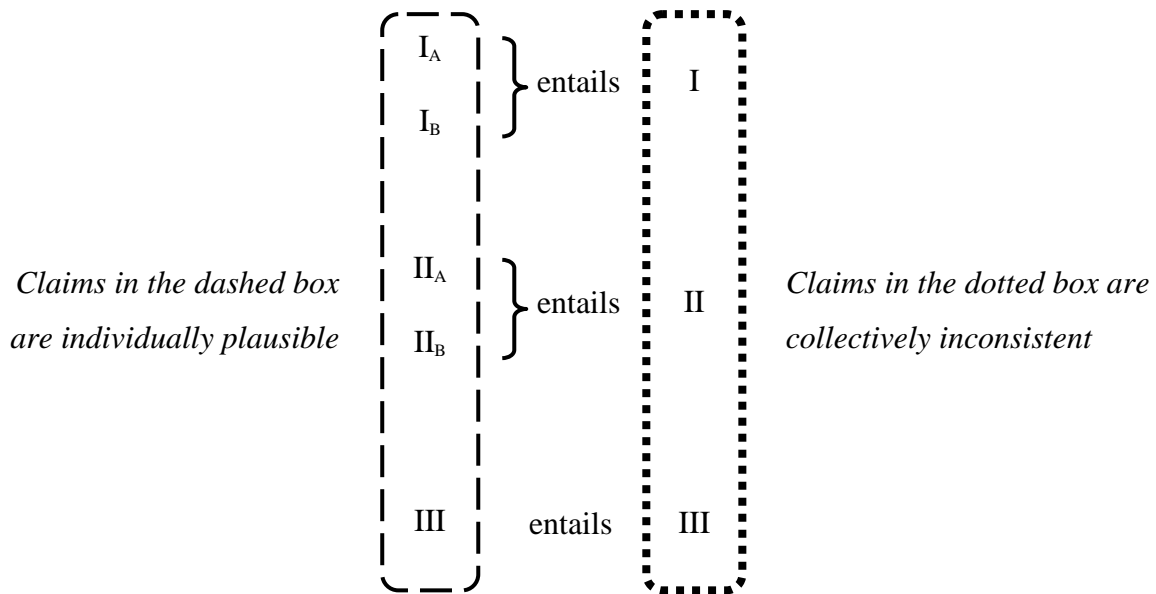 I_A
entails
I
I_B
Claims in the dashed box
are individually plausible
II_A
entails
II
II_B
Claims in the dotted box are
collectively inconsistent
III
entails
III